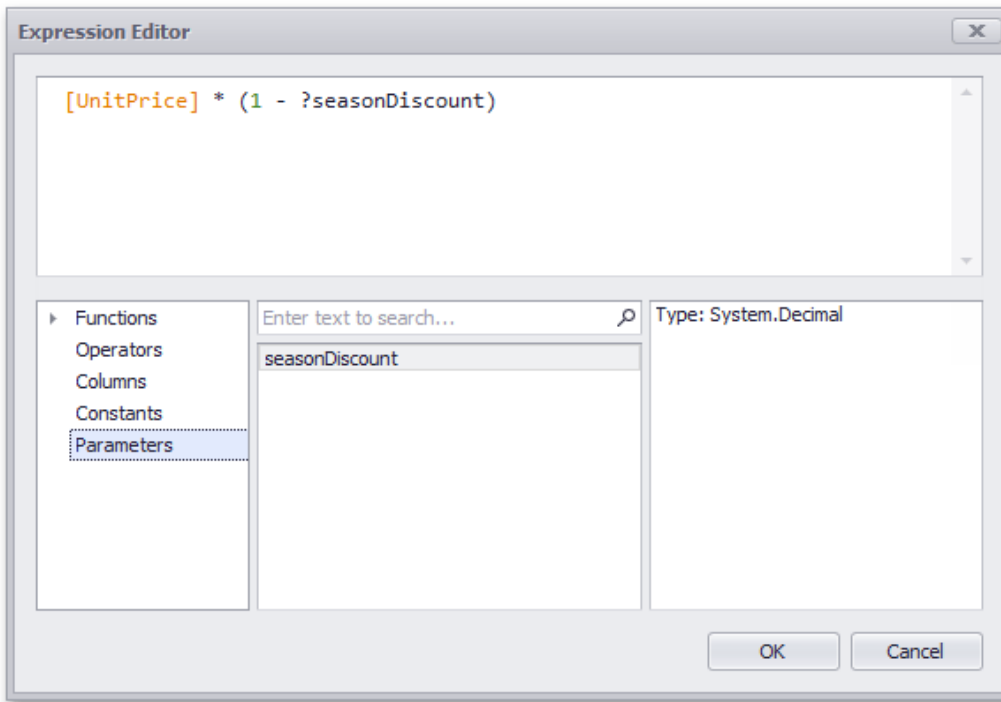 Expression Editor
[UnitPrice] * (1 - ?seasonDiscount)
Functions
Operators
Columns
Constants
Parameters
Enter text to search...
seasonDiscount
Type: System.Decimal
OK
Cancel